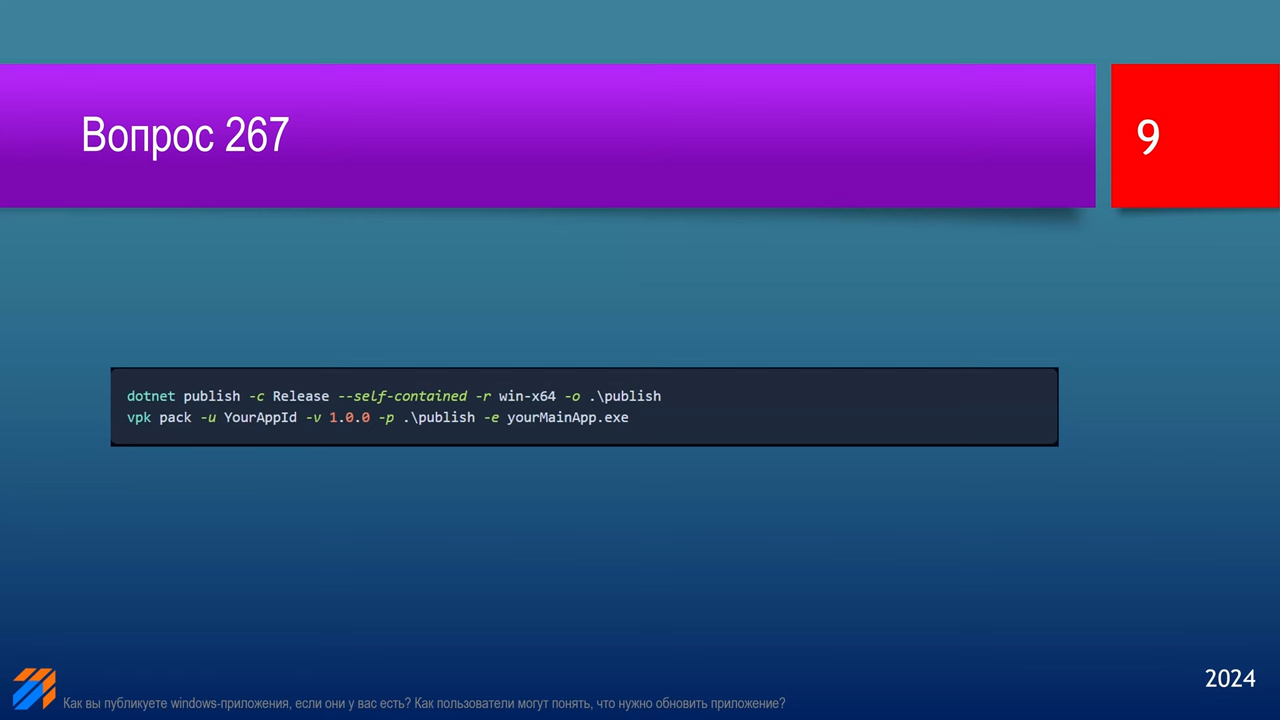 Вопрос 267
9
dotnet publish -c Release --self-contained -r win-x64 -o .\publish
vpk pack -u YourAppId -v 1.0.0 -p .\publish -e yourMainApp.exe
2024
Как вы публикуете windows-приложения, если они у вас есть? Как пользователи могут понять, что нужно обновить приложение?